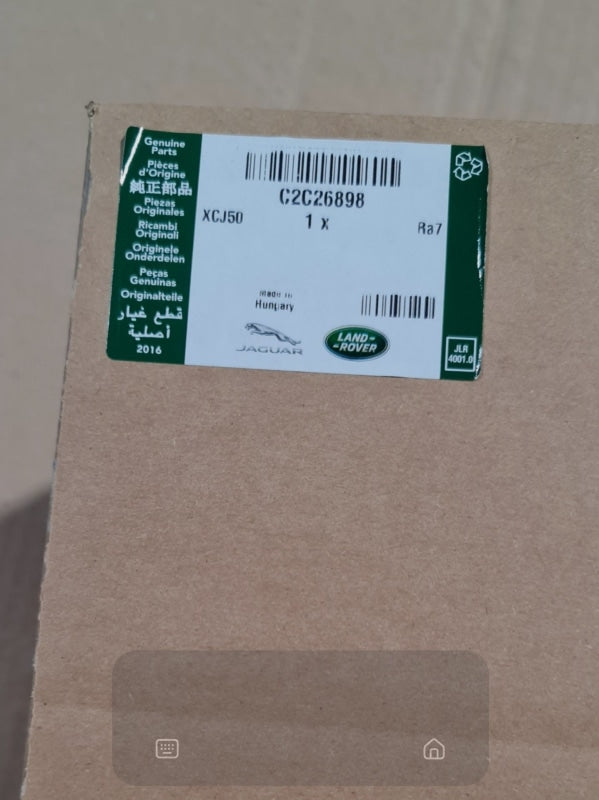 Genuine
Parts
Pièces
d'Origine
純正部品
Piezas
Originales
Ricambi
Originali
Originele
Onderdelen
Peças
Genuinas
Originalteile
قطع غيار
أصلية
2016
C2C26898
XCJ50
1 x
Ra7
Made in
Hungary
JAGUAR
LAND-
-ROVER
JLR
4001.0